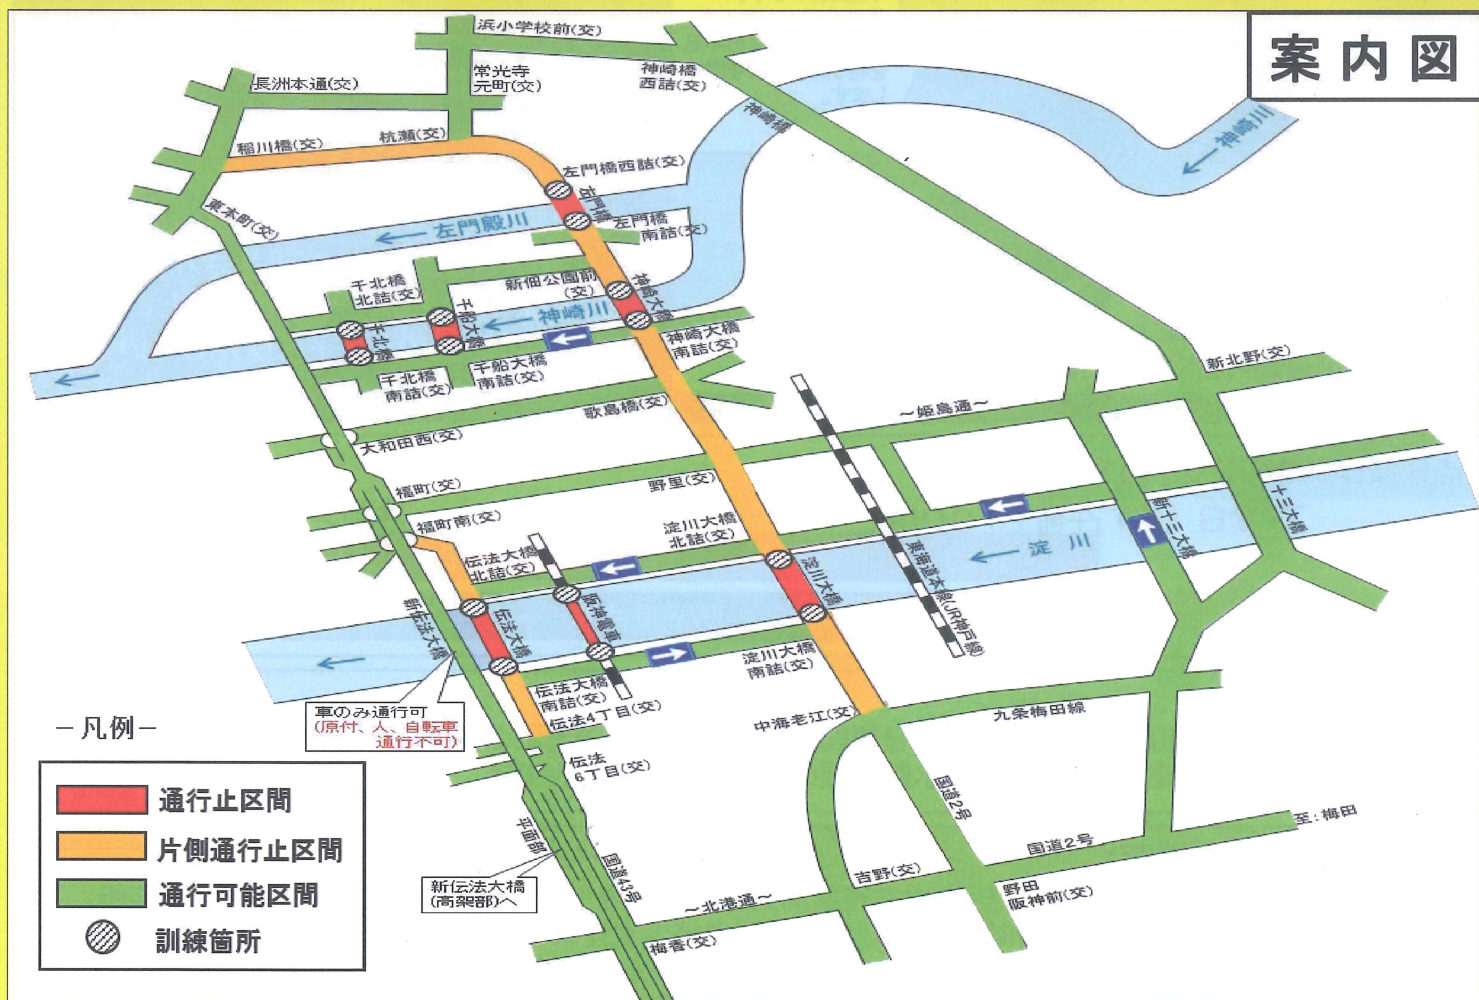 案内図
浜小学校前(交)
常光寺
元町(交)
神崎橋
西詰(交)
長洲本通(交)
神崎橋
神崎川
稲川橋(交)
杭瀬(交)
左門橋西詰(交)
左門橋
東本町(交)
左門殿川
左門橋
南詰(交)
千北橋
北詰(交)
新佃公園前
(交)
神崎大橋
千船大橋
神崎川
千北橋
神崎大橋
南詰(交)
千北橋
南詰(交)
千船大橋
南詰(交)
新北野(交)
歌島橋(交)
～姫島通～
大和田西(交)
福町(交)
野里(交)
福町南(交)
淀川大橋
北詰(交)
新十三大橋
十三大橋
伝法大橋
北詰(交)
東海道本線(JR神戸線)
淀川
淀川大橋
阪神電車
伝法大橋
新伝法大橋
淀川大橋
南詰(交)
伝法大橋
南詰(交)
車のみ通行可
(原付、人、自転車
通行不可)
伝法4丁目(交)
中海老江(交)
九条梅田線
－凡例－
伝法
6丁目(交)
国道2号
通行止区間
片側通行止区間
通行可能区間
訓練箇所
平面部
国道43号
国道2号
至:梅田
新伝法大橋
(高架部)へ
吉野(交)
野田
阪神前(交)
～北港通～
梅香(交)